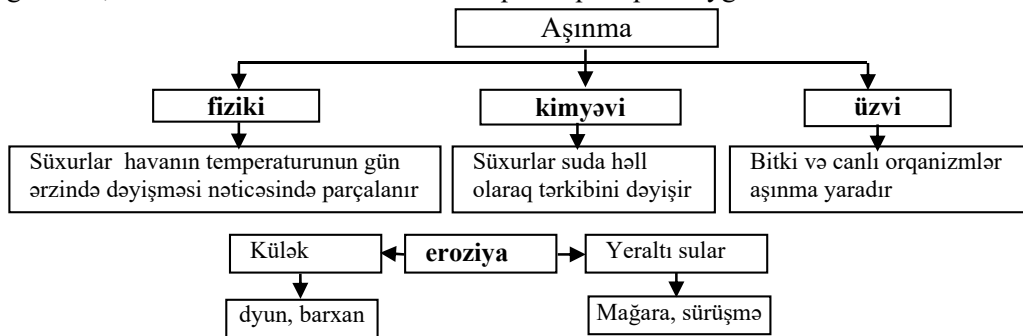 Aşınma
fiziki
kimyəvi
üzvi
Süxurlar havanın temperaturunun gün
ərzində dəyişməsi nəticəsində parçalanır
Süxurlar suda həll
olaraq tərkibini dəyişir
Bitki və canlı orqanizmlər
aşınma yaradır
Külək
eroziya
Yeraltı sular
dyun, barxan
Mağara, sürüşmə